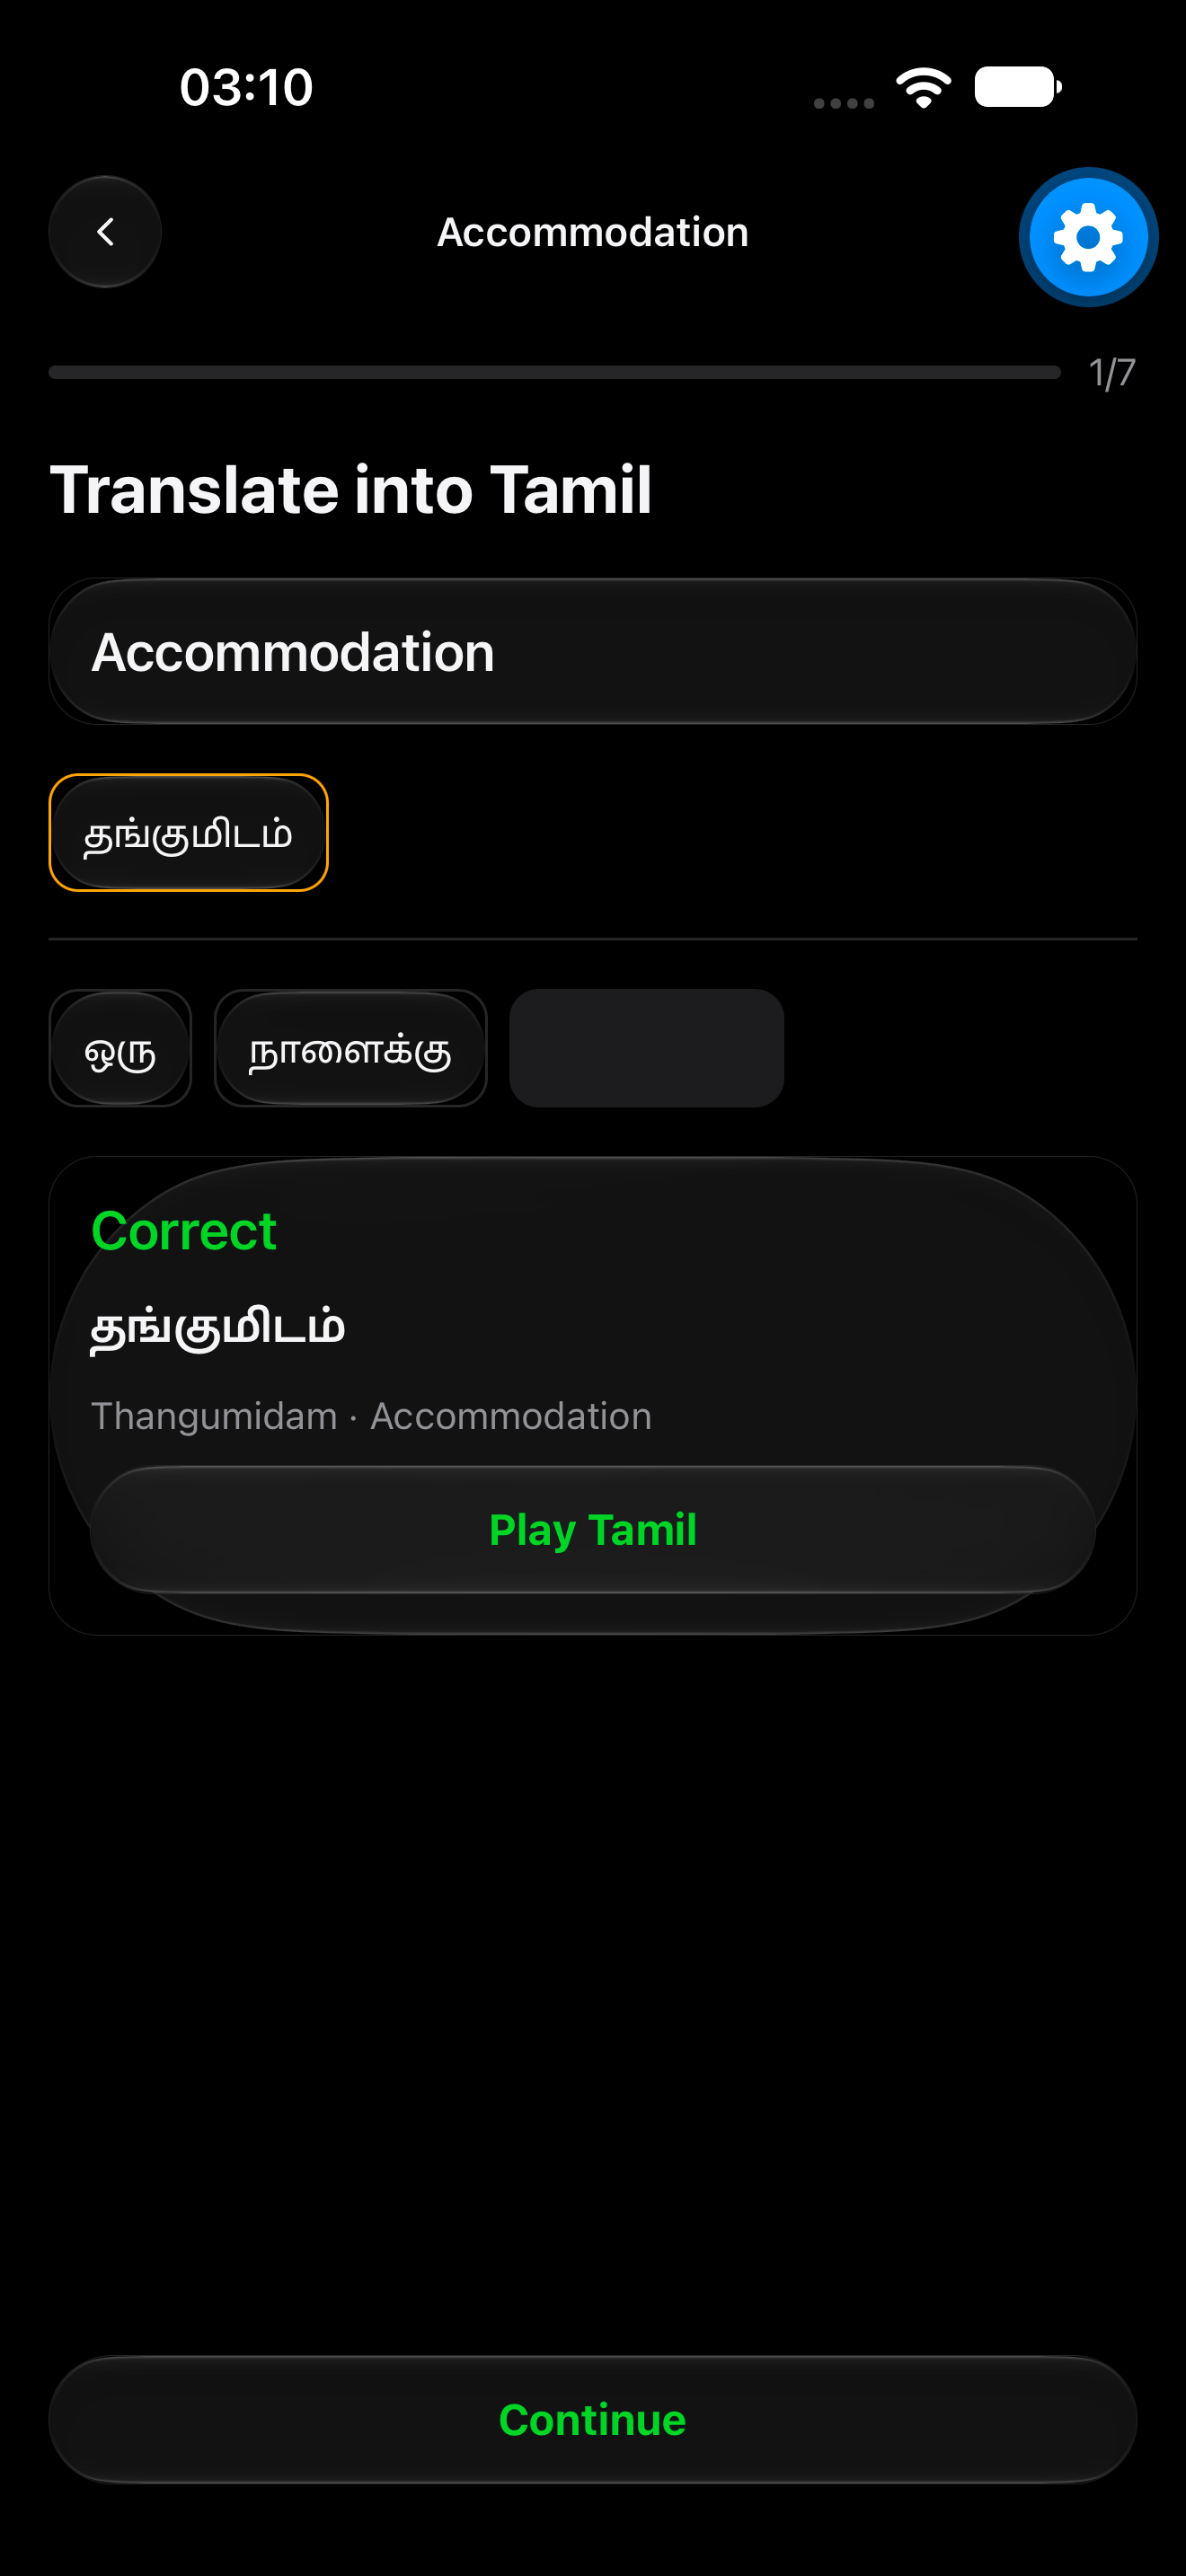 03:10
Accommodation
1/7
Translate into Tamil
Accommodation
தங்குமிடம்
ஒரு நாளைக்கு
Correct
தங்குமிடம்
Thangumidam · Accommodation
Play Tamil
Continue